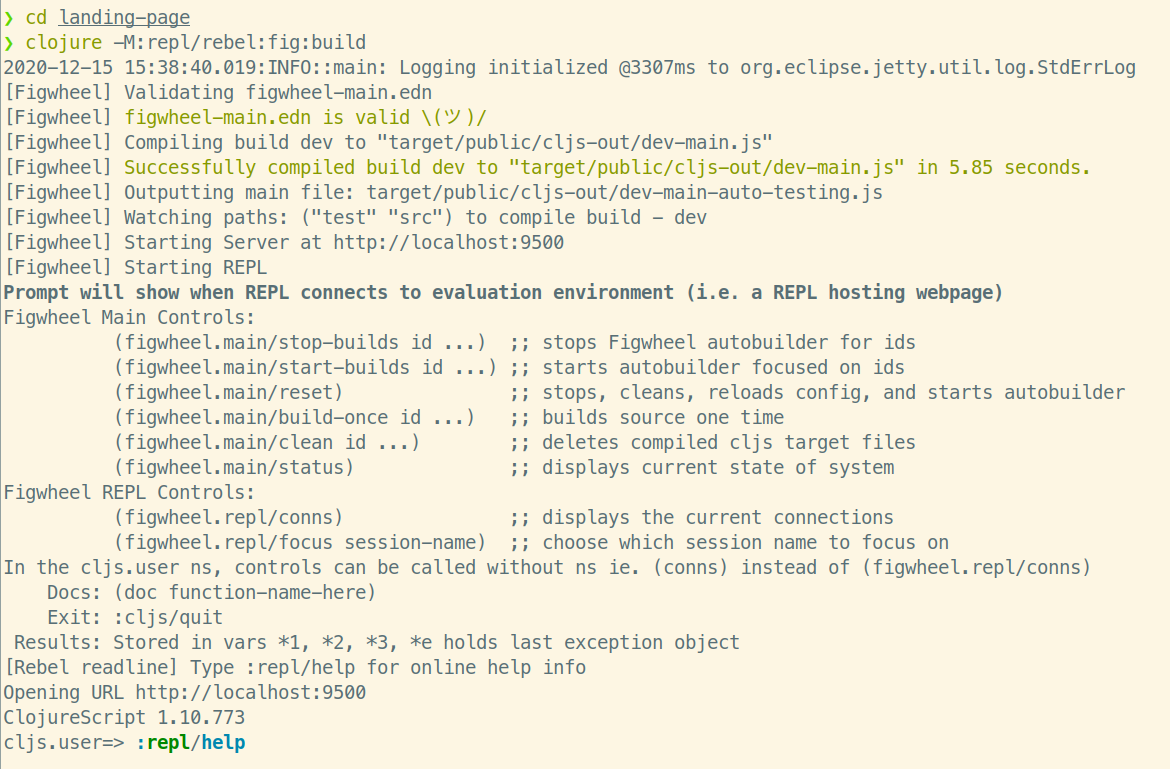 ❯ cd landing-page
❯ clojure -M:repl/rebel:fig:build
2020-12-15 15:38:40.019:INFO::main: Logging initialized @3307ms to org.eclipse.jetty.util.log.StdErrLog
[Figwheel] Validating figwheel-main.edn
[Figwheel] figwheel-main.edn is valid \(ツ)/
[Figwheel] Compiling build dev to "target/public/cljs-out/dev-main.js"
[Figwheel] Successfully compiled build dev to "target/public/cljs-out/dev-main.js" in 5.85 seconds.
[Figwheel] Outputting main file: target/public/cljs-out/dev-main-auto-testing.js
[Figwheel] Watching paths: ("test" "src") to compile build - dev
[Figwheel] Starting Server at http://localhost:9500
[Figwheel] Starting REPL
Prompt will show when REPL connects to evaluation environment (i.e. a REPL hosting webpage)
Figwheel Main Controls:
          (figwheel.main/stop-builds id ...)  ;; stops Figwheel autobuilder for ids
          (figwheel.main/start-builds id ...) ;; starts autobuilder focused on ids
          (figwheel.main/reset)               ;; stops, cleans, reloads config, and starts autobuilder
          (figwheel.main/build-once id ...)   ;; builds source one time
          (figwheel.main/clean id ...)        ;; deletes compiled cljs target files
          (figwheel.main/status)              ;; displays current state of system
Figwheel REPL Controls:
          (figwheel.repl/conns)               ;; displays the current connections
          (figwheel.repl/focus session-name)  ;; choose which session name to focus on
In the cljs.user ns, controls can be called without ns ie. (conns) instead of (figwheel.repl/conns)
    Docs: (doc function-name-here)
    Exit: :cljs/quit
 Results: Stored in vars *1, *2, *3, *e holds last exception object
[Rebel readline] Type :repl/help for online help info
Opening URL http://localhost:9500
ClojureScript 1.10.773
cljs.user=> :repl/help